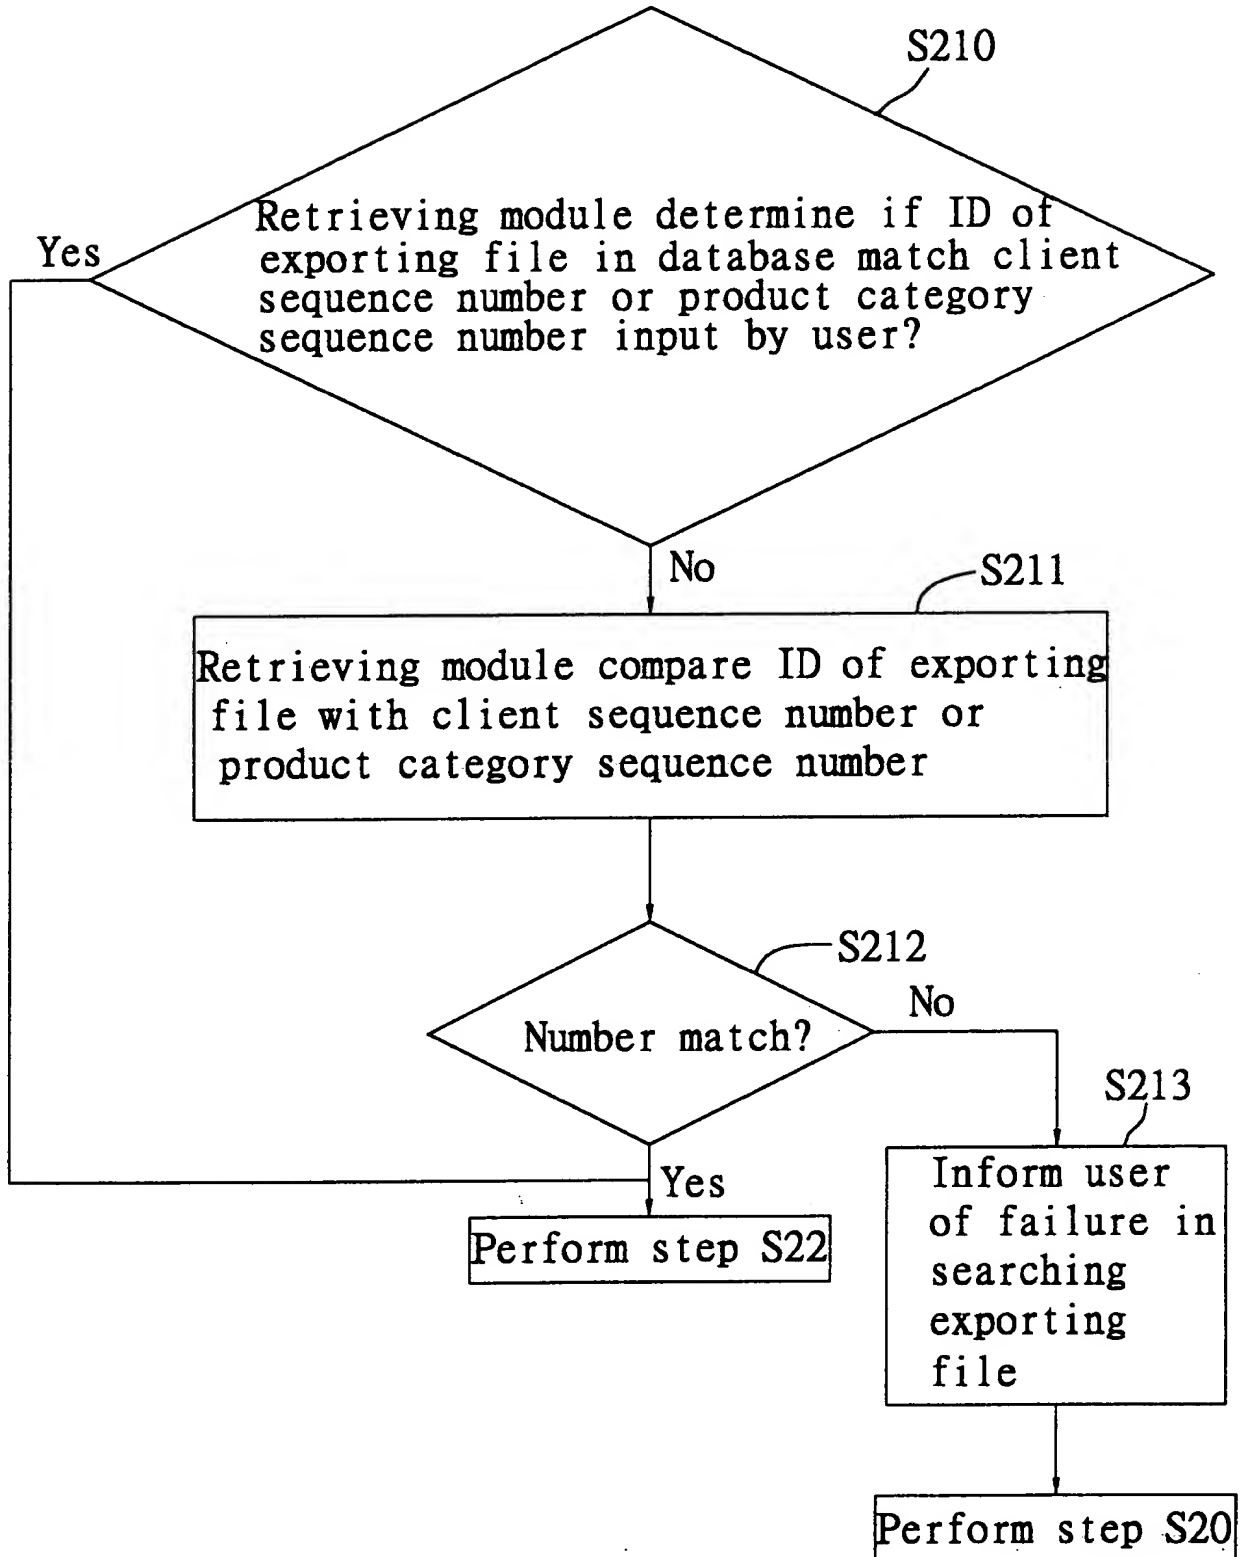 S210
Retrieving module determine if ID of
exporting file in database match client
sequence number or product category
sequence number input by user?
Yes
No
S211
Retrieving module compare ID of exporting
file with client sequence number or
product category sequence number
S212
Number match?
No
Yes
Perform step S22
S213
Inform user
of failure in
searching
exporting
file
Perform step S20